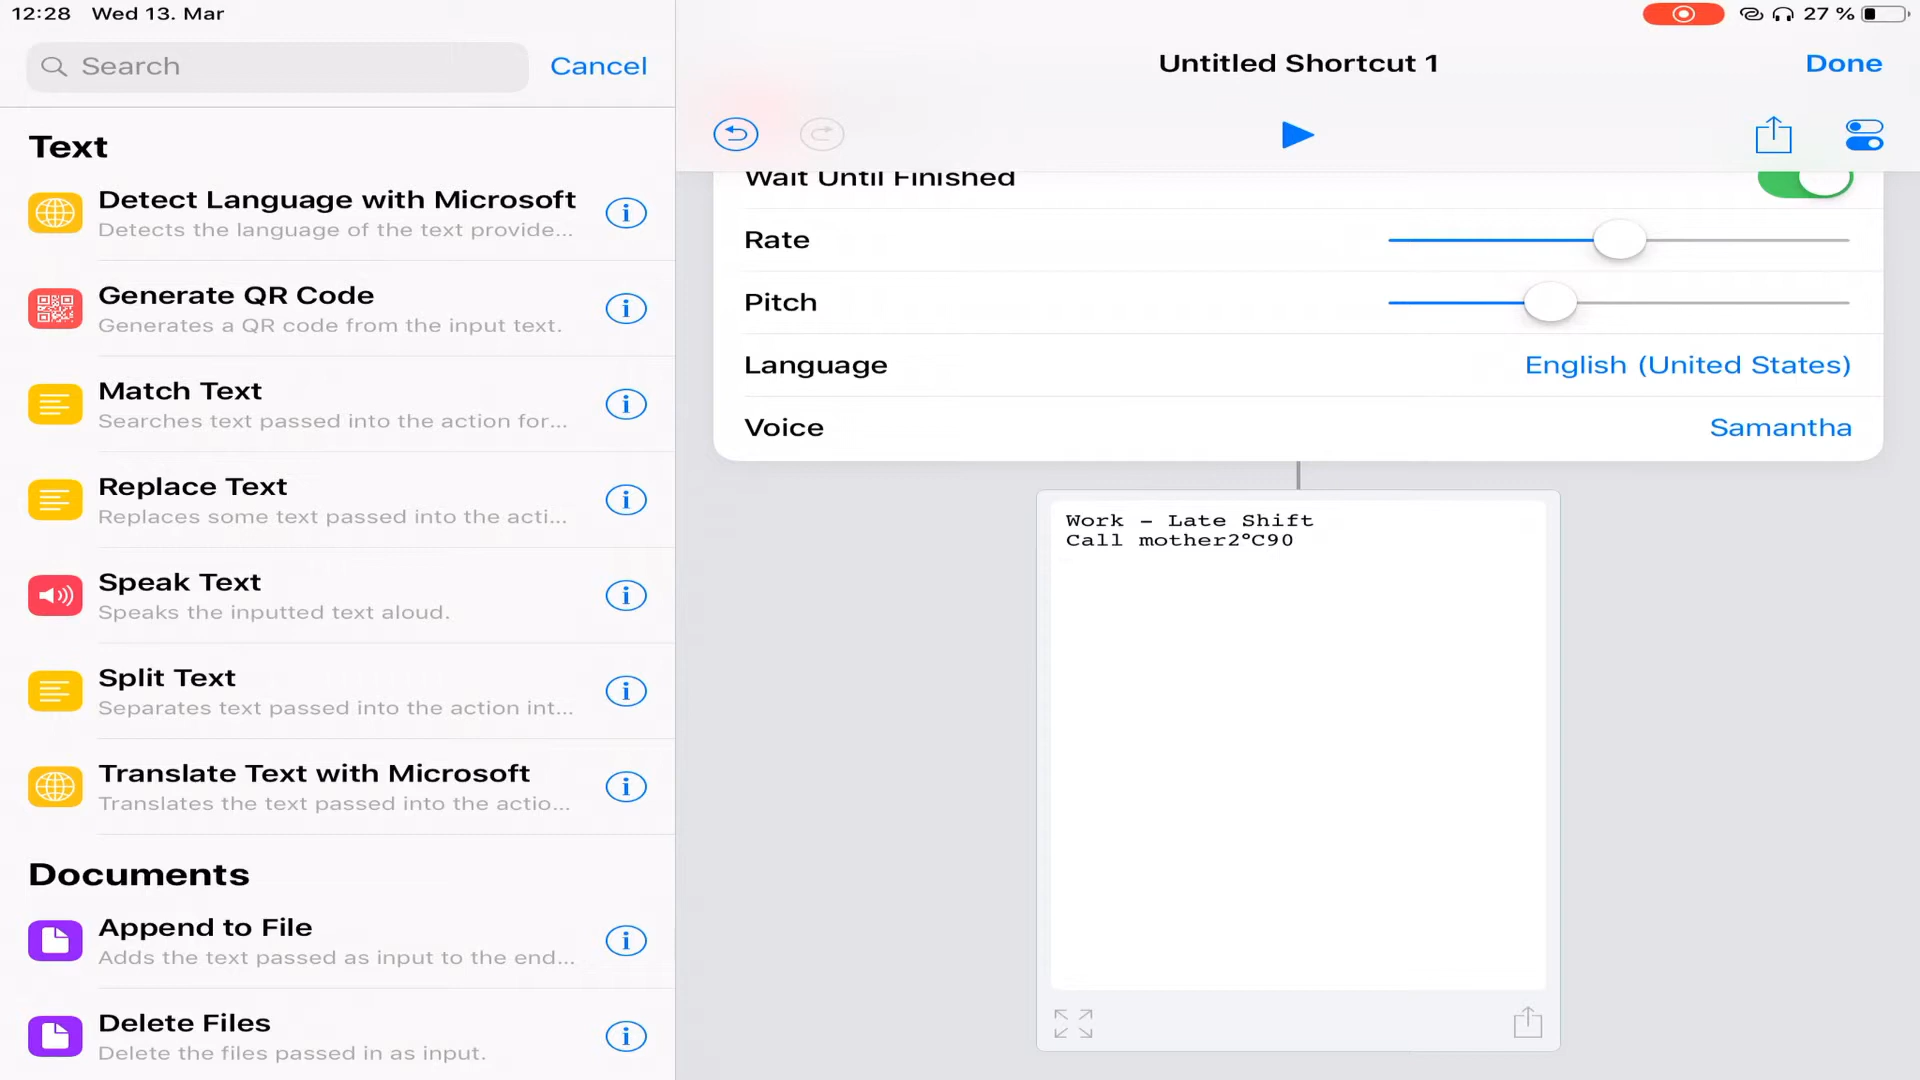 12:28 Wed 13. Mar
27 %
Search
Cancel
Text
Detect Language with Microsoft
Detects the language of the text provide...
Generate QR Code
Generates a QR code from the input text.
Match Text
Searches text passed into the action for...
Replace Text
Replaces some text passed into the acti...
Speak Text
Speaks the inputted text aloud.
Split Text
Separates text passed into the action int...
Translate Text with Microsoft
Translates the text passed into the actio...
Documents
Append to File
Adds the text passed as input to the end...
Delete Files
Delete the files passed in as input.
Untitled Shortcut 1
Done
Wait Until Finished
Rate
Pitch
Language English (United States)
Voice Samantha
Work - Late Shift
Call mother2°C90